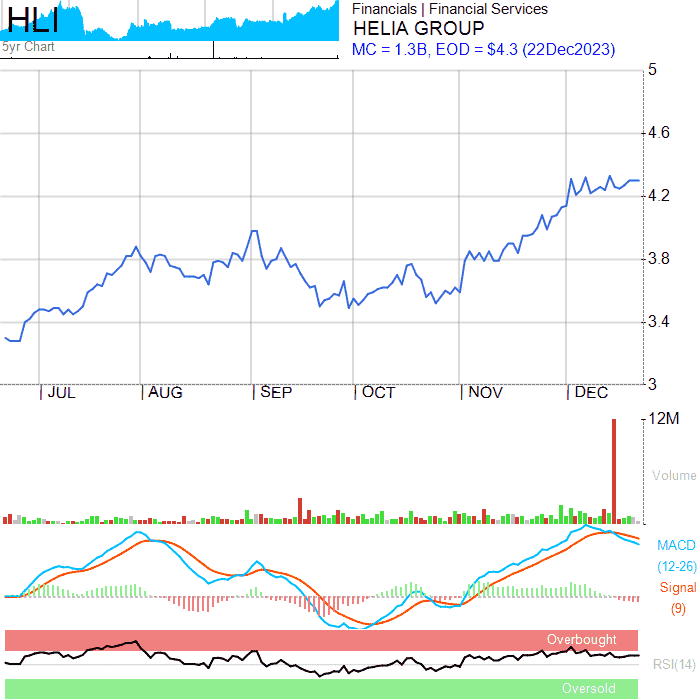 HLI
5yr Chart
Financials | Financial Services
HELIA GROUP
MC = 1.3B, EOD = $4.3 (22Dec2023)
5
4.6
4.2
3.8
3.4
3
JUL
AUG
SEP
OCT
NOV
DEC
12M
Volume
MACD
(12-26)
Signal
(9)
Overbought
RSI(14)
Oversold